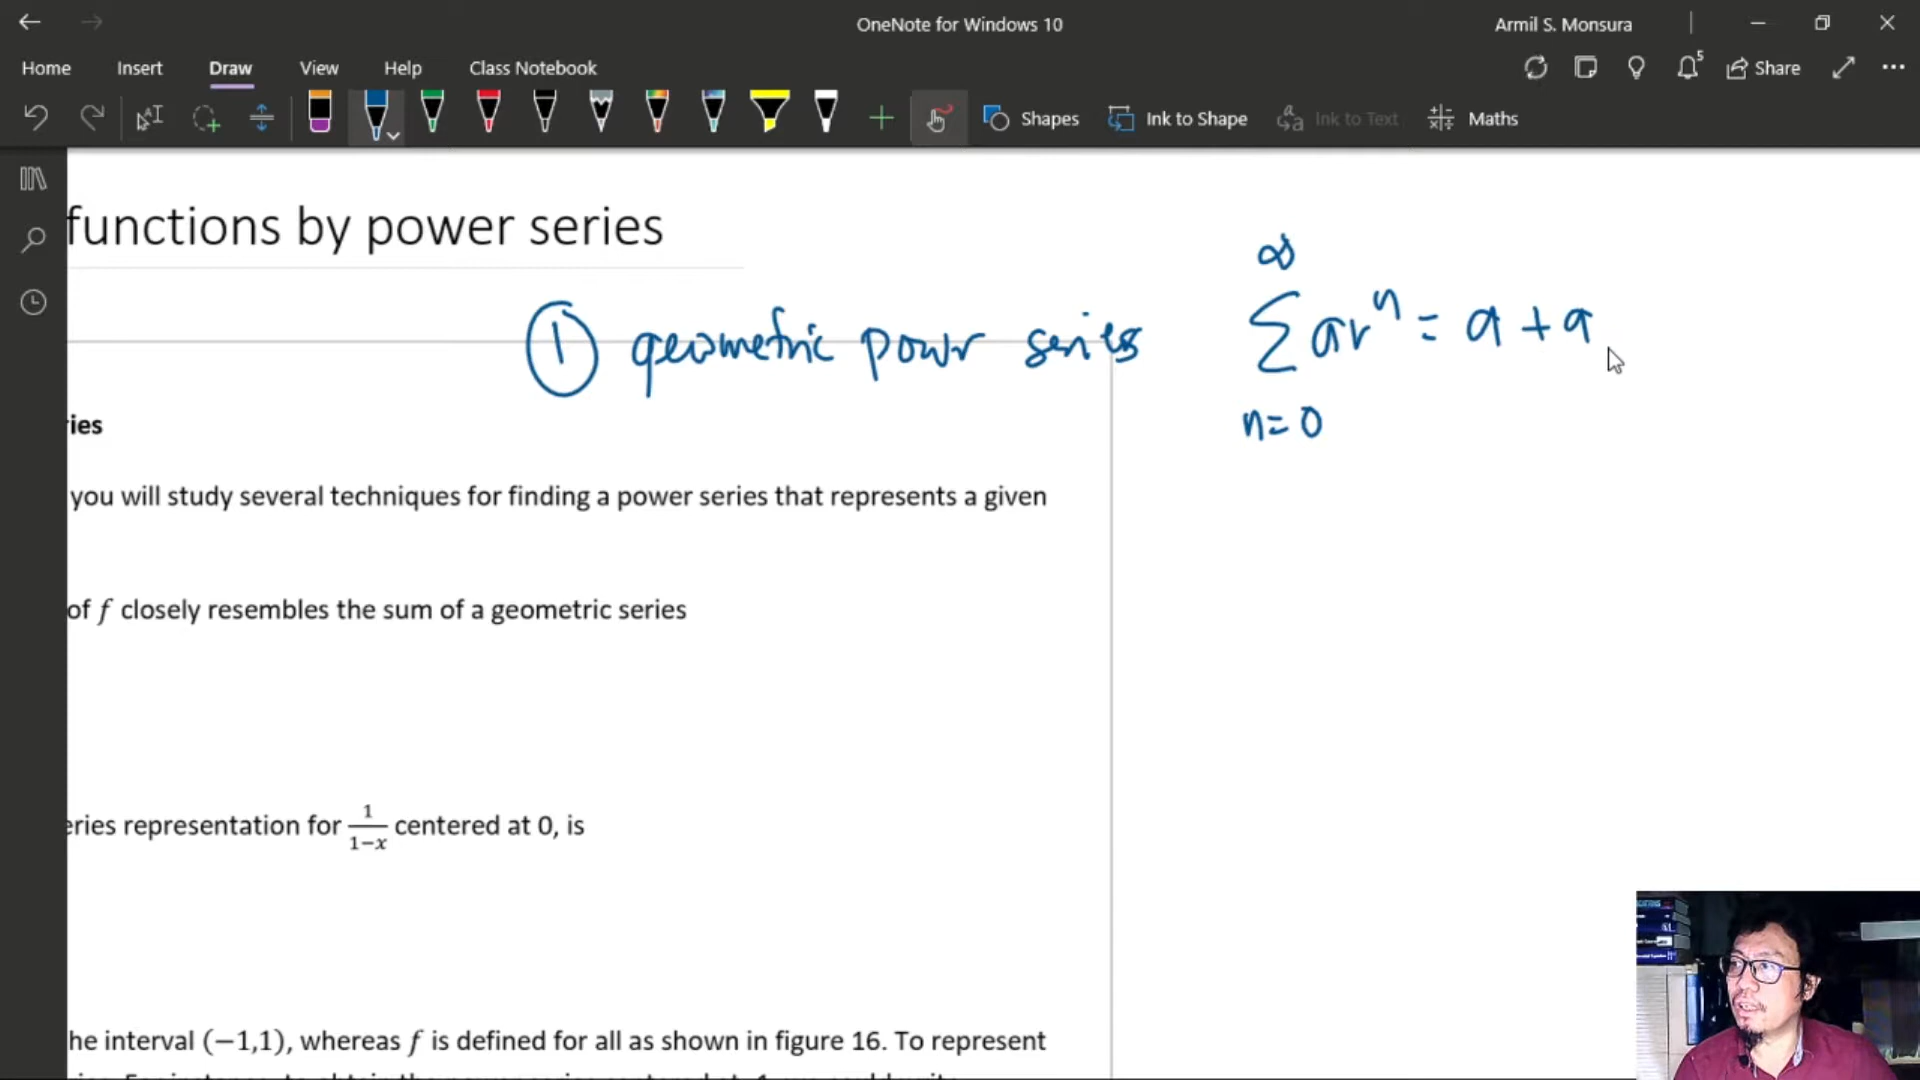 OneNote for Windows 10
Armil S. Monsura
Home Insert Draw View Help Class Notebook
5 Share
Shapes Ink to Shape Ink to Text Maths
functions by power series
① geometric powr series
∞
∑ arⁿ = a + a
n=0
ries
you will study several techniques for finding a power series that represents a given
of f closely resembles the sum of a geometric series
eries representation for 1/(1−x) centered at 0, is
he interval (−1,1), whereas f is defined for all as shown in figure 16. To represent